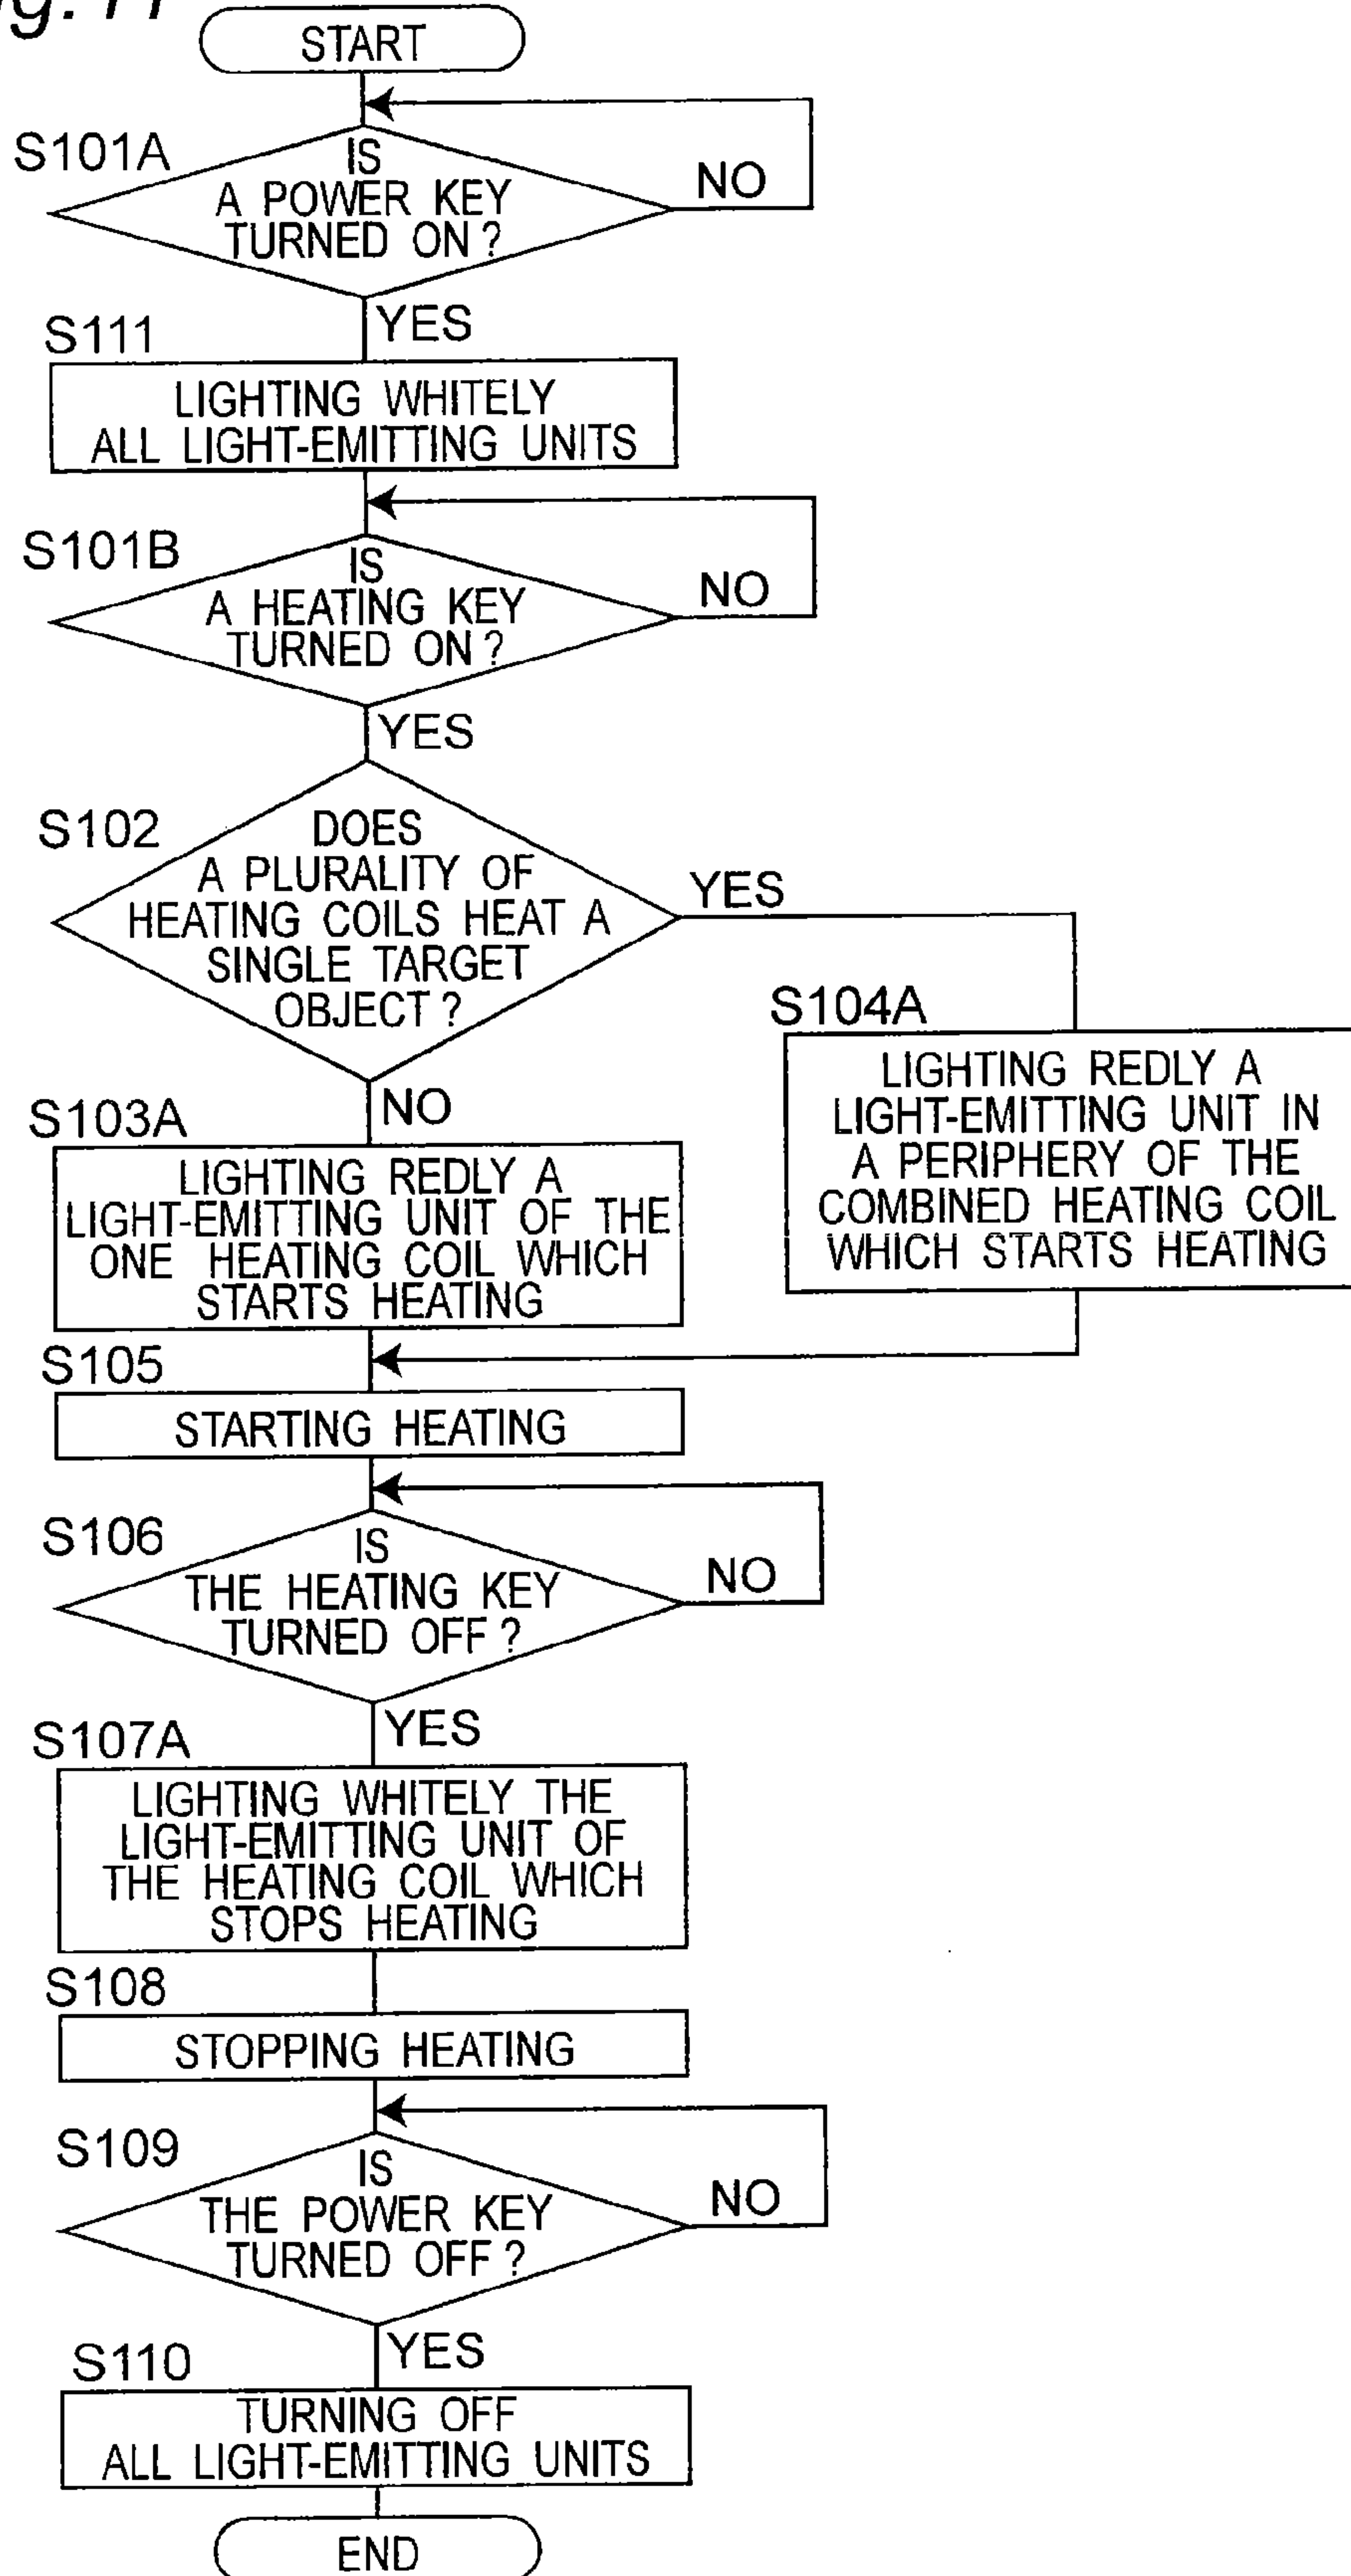 START
S101A
IS
A POWER KEY
TURNED ON?
NO
YES
S111
LIGHTING WHITELY
ALL LIGHT-EMITTING UNITS
S101B
IS
A HEATING KEY
TURNED ON?
NO
YES
S102
DOES
A PLURALITY OF
HEATING COILS HEAT A
SINGLE TARGET
OBJECT?
YES
NO
S104A
LIGHTING REDLY A
LIGHT-EMITTING UNIT IN
A PERIPHERY OF THE
COMBINED HEATING COIL
WHICH STARTS HEATING
S103A
LIGHTING REDLY A
LIGHT-EMITTING UNIT OF THE
ONE HEATING COIL WHICH
STARTS HEATING
S105
STARTING HEATING
S106
IS
THE HEATING KEY
TURNED OFF?
NO
YES
S107A
LIGHTING WHITELY THE
LIGHT-EMITTING UNIT OF
THE HEATING COIL WHICH
STOPS HEATING
S108
STOPPING HEATING
S109
IS
THE POWER KEY
TURNED OFF?
NO
YES
S110
TURNING OFF
ALL LIGHT-EMITTING UNITS
END